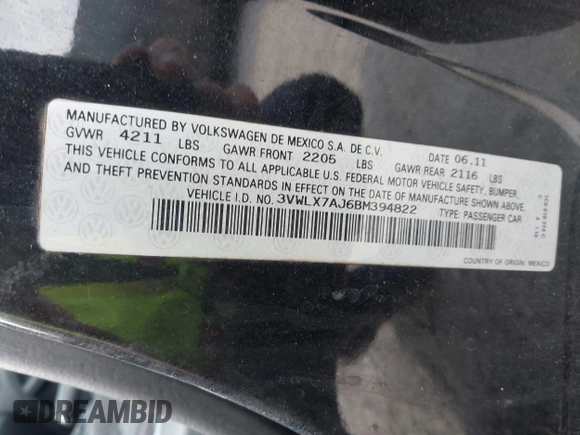 MANUFACTURED BY VOLKSWAGEN DE MEXICO S.A. DE C.V.
GVWR 4211 LBS GAWR FRONT 2205 LBS GAWR REAR 2116 LBS DATE 06.11
THIS VEHICLE CONFORMS TO ALL APPLICABLE U.S. FEDERAL MOTOR VEHICLE SAFETY, BUMPER,
AND THEFT PREVENTION STANDARDS IN EFFECT ON THE DATE OF MANUFACTURE SHOWN ABOVE.
VEHICLE I.D. NO. 3VWLX7AJ6BM394822 TYPE: PASSENGER CAR
COUNTRY OF ORIGIN: MEXICO
DREAMBID